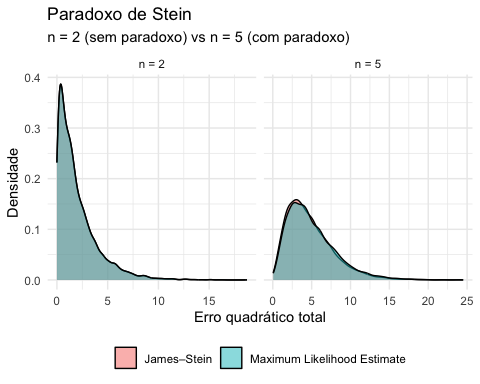 Paradoxo de Stein
n = 2 (sem paradoxo) vs n = 5 (com paradoxo)
n = 2
n = 5
0.4
0.3
0.2
0.1
0.0
0 5 10 15
0 5 10 15 20 25
Densidade
Erro quadrático total
James–Stein
Maximum Likelihood Estimate